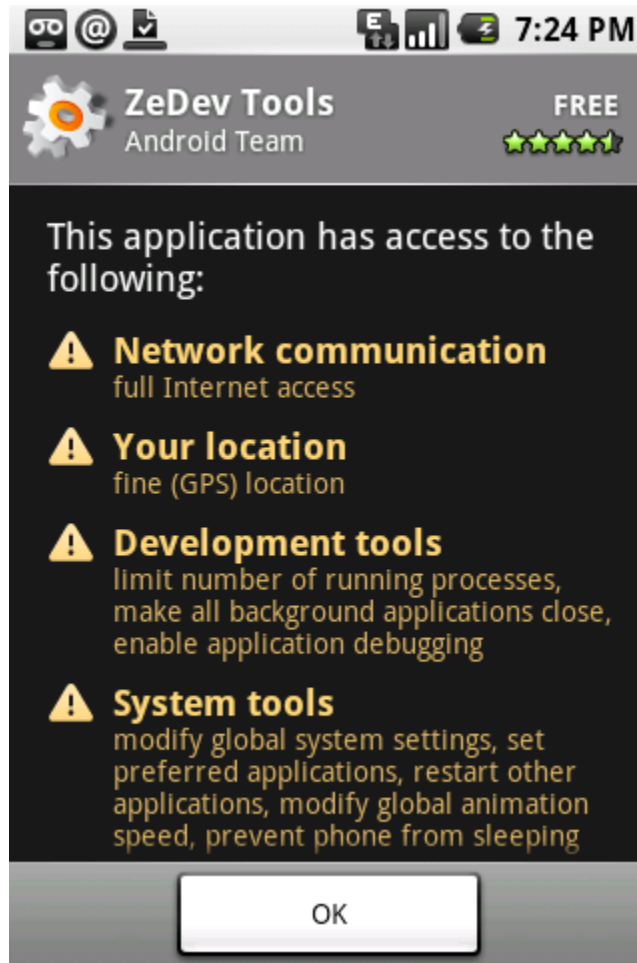 E 7:24 PM
ZeDev Tools FREE
Android Team
This application has access to the
following:
Network communication
full Internet access
Your location
fine (GPS) location
Development tools
limit number of running processes,
make all background applications close,
enable application debugging
System tools
modify global system settings, set
preferred applications, restart other
applications, modify global animation
speed, prevent phone from sleeping
OK